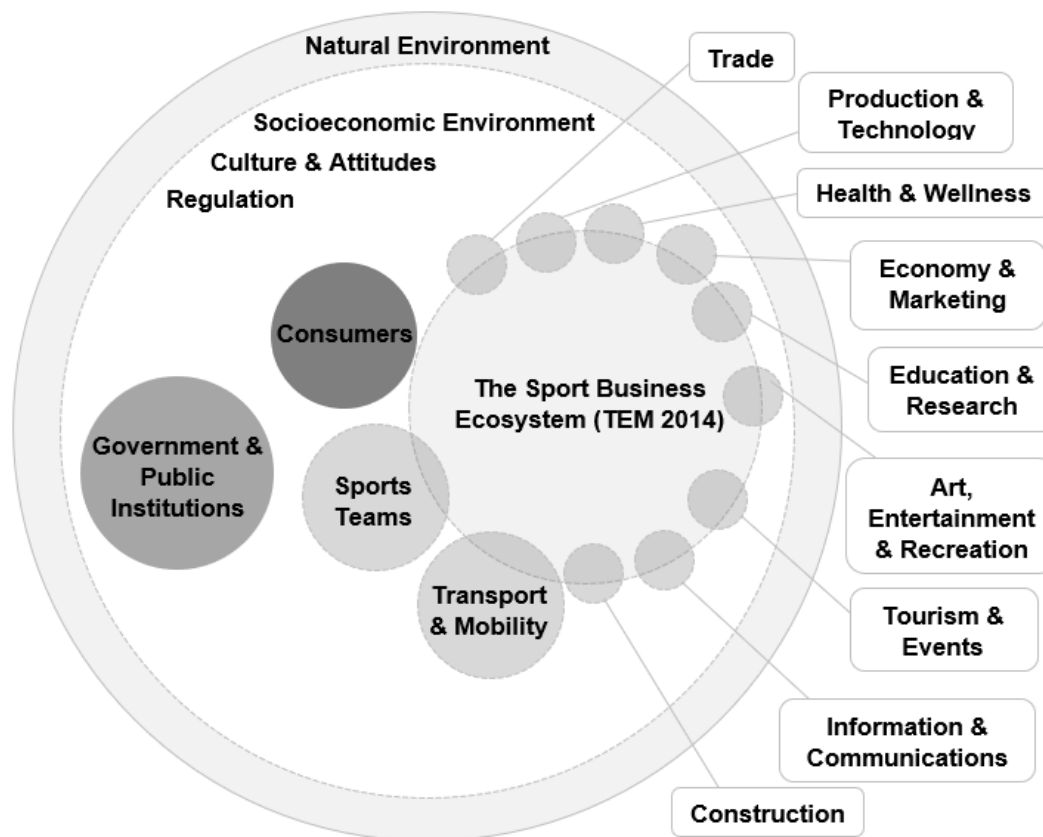 Natural Environment
Socioeconomic Environment
Culture & Attitudes
Regulation
Consumers
Government &
Public
Institutions
Sports
Teams
Transport
& Mobility
The Sport Business
Ecosystem (TEM 2014)
Trade
Production &
Technology
Health & Wellness
Economy &
Marketing
Education &
Research
Art,
Entertainment
& Recreation
Tourism &
Events
Information &
Communications
Construction